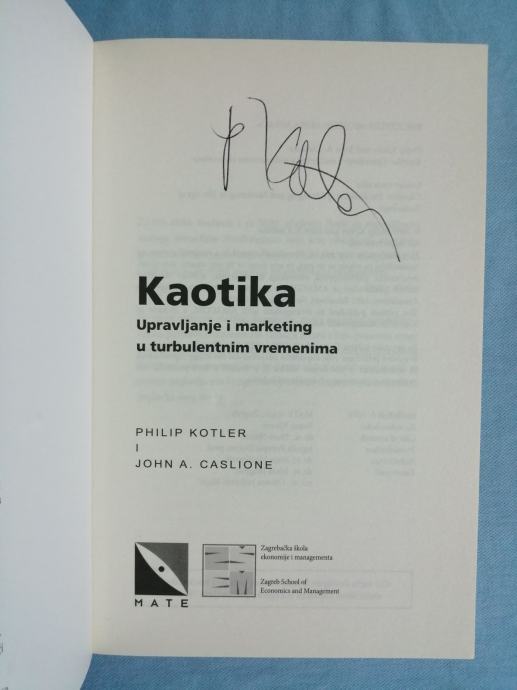 P Kotler
Kaotika
Upravljanje i marketing
u turbulentnim vremenima
PHILIP KOTLER
I
JOHN A. CASLIONE
MATE
Zagrebačka škola
ekonomije i managementa
Zagreb School of
Economics and Management